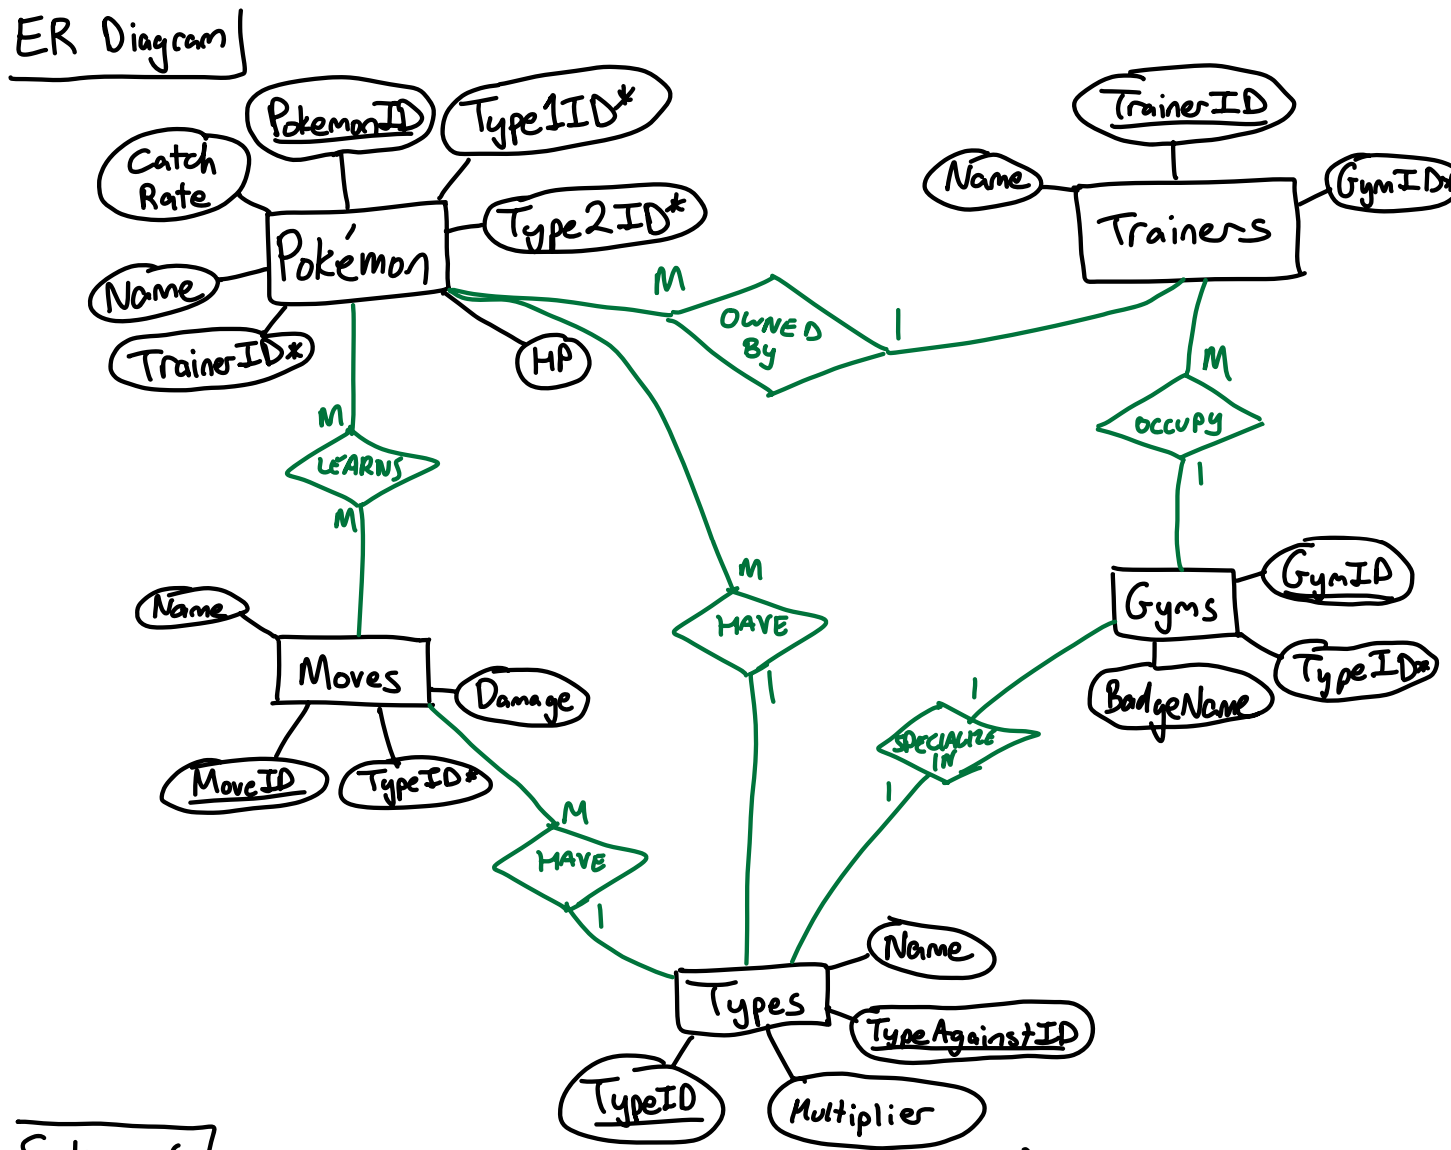 ER Diagram
PokemonID
Type1ID*
TrainerID
Catch
Rate
Name
GymID*
Type2ID*
Trainers
Pokémon
Name
M
OWNED
By
1
TrainerID*
HP
M
OCCUPY
1
M
LEARNS
M
M
HAVE
1
GymID
Gyms
TypeID*
BadgeName
Name
Moves
Damage
MoveID
TypeID*
1
SPECIALIZE
IN
1
M
HAVE
1
Name
Types
TypeAgainstID
TypeID
Multiplier